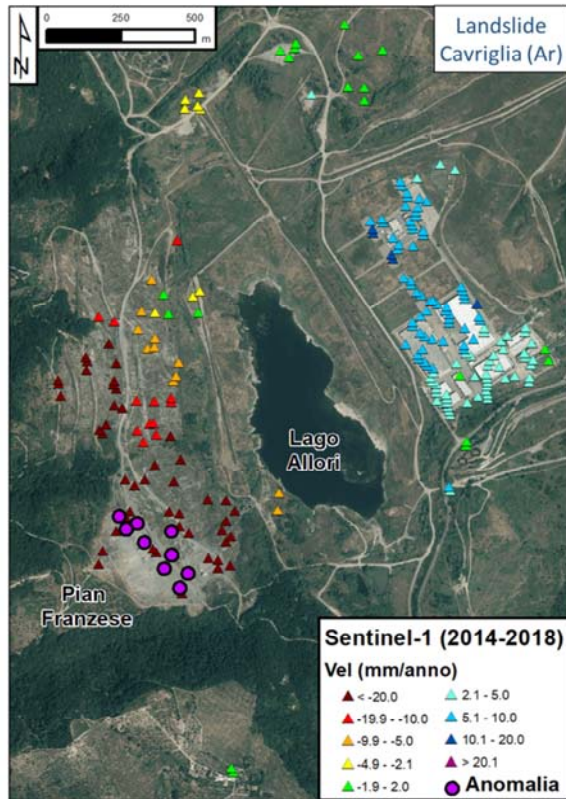 0 250 500
m
N
Landslide
Cavriglia (Ar)
Lago
Allori
Pian
Franzese
Sentinel-1 (2014-2018)
Vel (mm/anno)
< -20.0
-19.9 - -10.0
-9.9 - -5.0
-4.9 - -2.1
-1.9 - 2.0
2.1 - 5.0
5.1 - 10.0
10.1 - 20.0
> 20.1
Anomalia